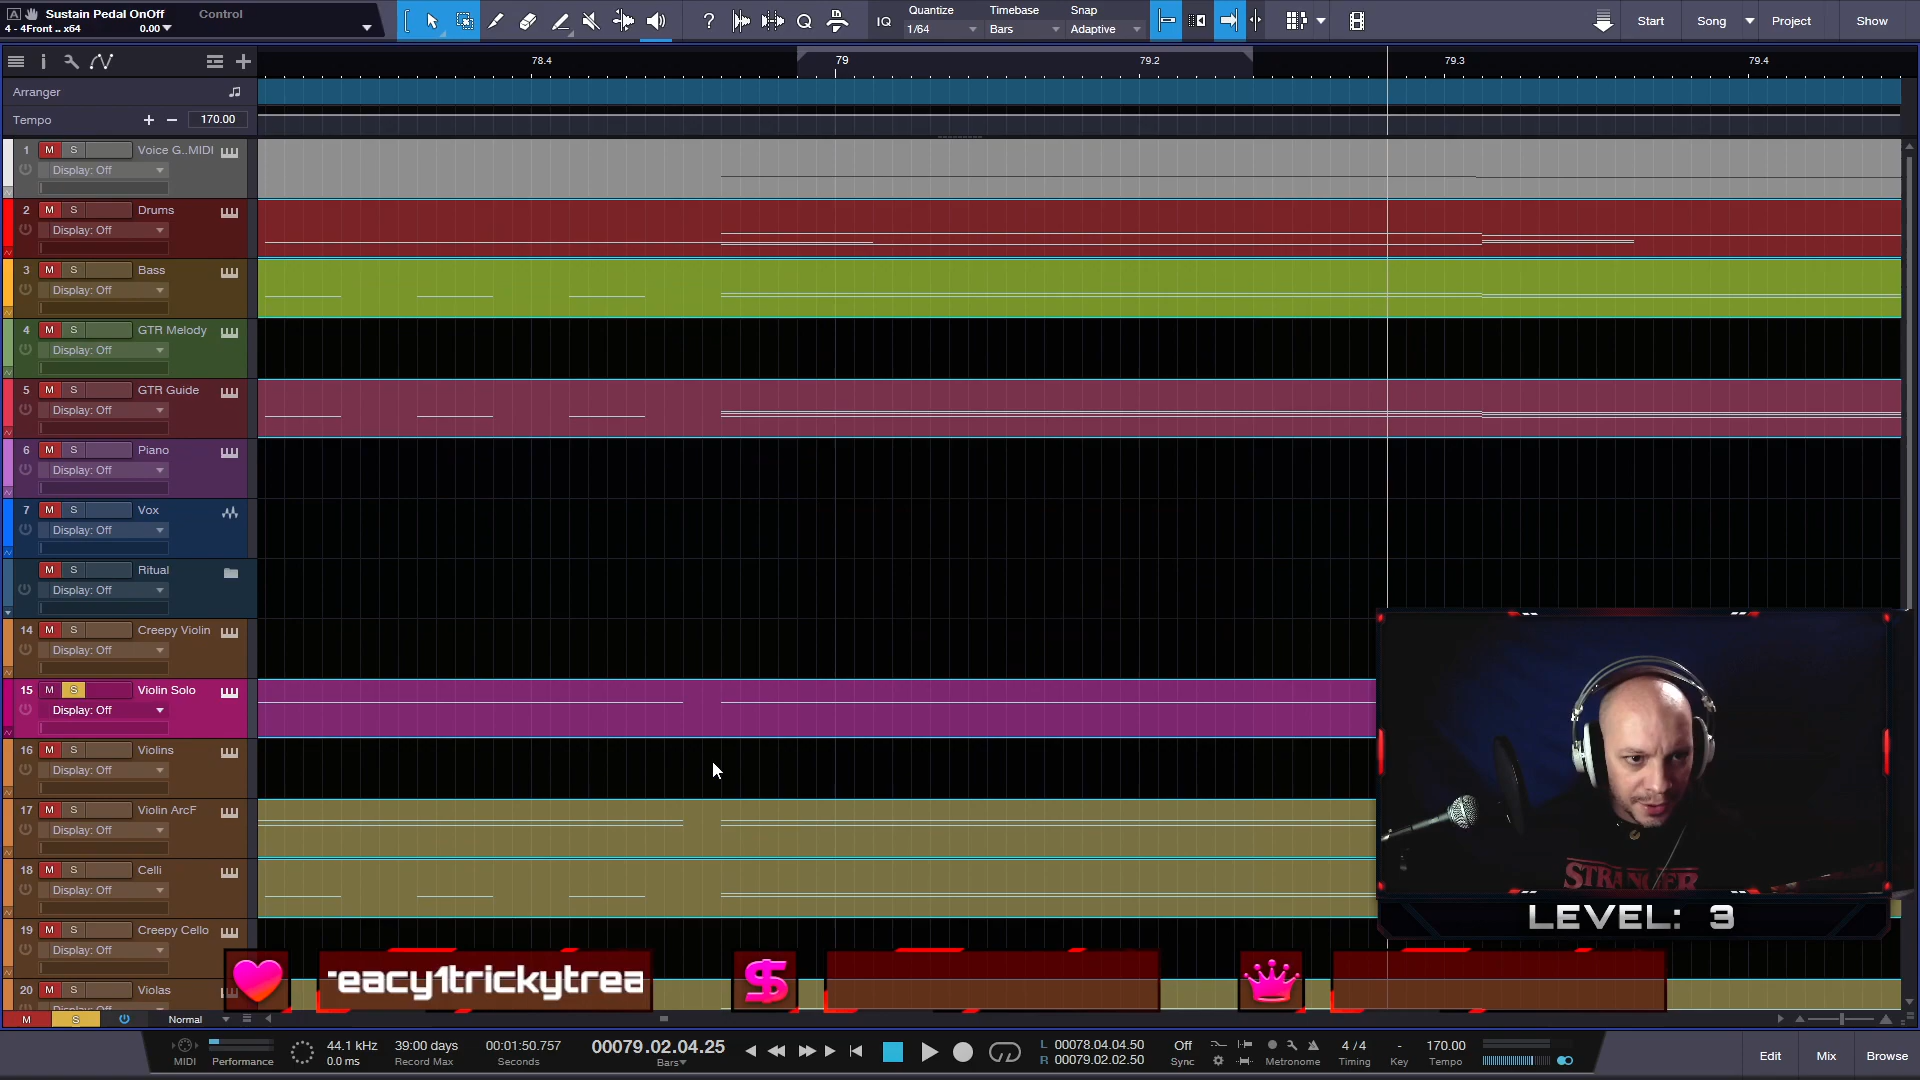 Sustain Pedal OnOff
Control
4 - 4Front .. x64
0.00
IQ
Quantize
1/64
Timebase
Bars
Snap
Adaptive
Start
Song
Project
Show
78.4
79
79.2
79.3
79.4
Arranger
Tempo
170.00
1 M S Voice G..MIDI
Display: Off
2 M S Drums
Display: Off
3 M S Bass
Display: Off
4 M S GTR Melody
Display: Off
5 M S GTR Guide
Display: Off
6 M S Piano
Display: Off
7 M S Vox
Display: Off
M S Ritual
Display: Off
14 M S Creepy Violin
Display: Off
15 M S Violin Solo
Display: Off
16 M S Violins
Display: Off
17 M S Violin ArcF
Display: Off
18 M S Celli
Display: Off
19 M S Creepy Cello
Display: Off
20 M S Violas
eacy1trickytrea
$
STRANGER
LEVEL: 3
M S Normal
MIDI
Performance
44.1 kHz
0.0 ms
39:00 days
Record Max
00:01:50.757
Seconds
00079.02.04.25
Bars
L 00078.04.04.50
R 00079.02.02.50
Off
Sync
Metronome
4 / 4
Timing
-
Key
170.00
Tempo
Edit
Mix
Browse